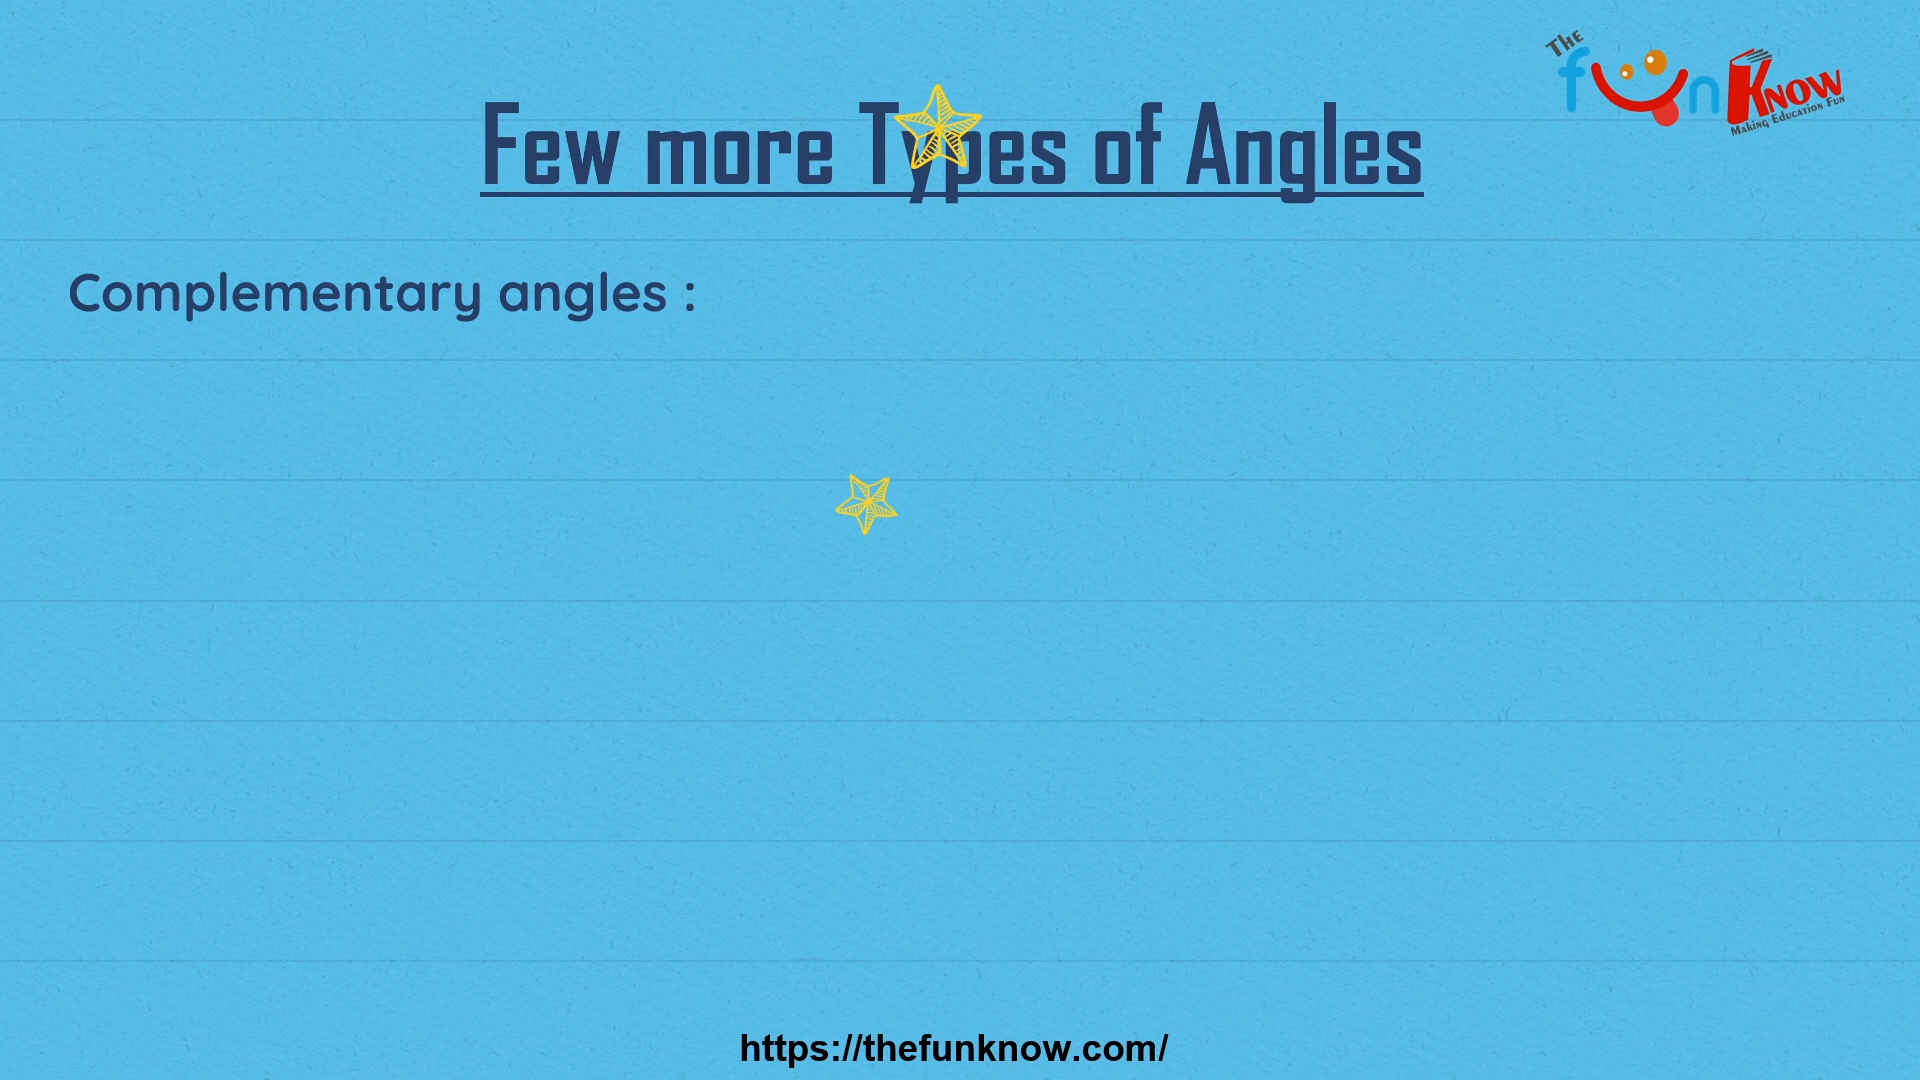 The
fun Know
Making Education Fun
Few more Types of Angles
Complementary angles :
https://thefunknow.com/